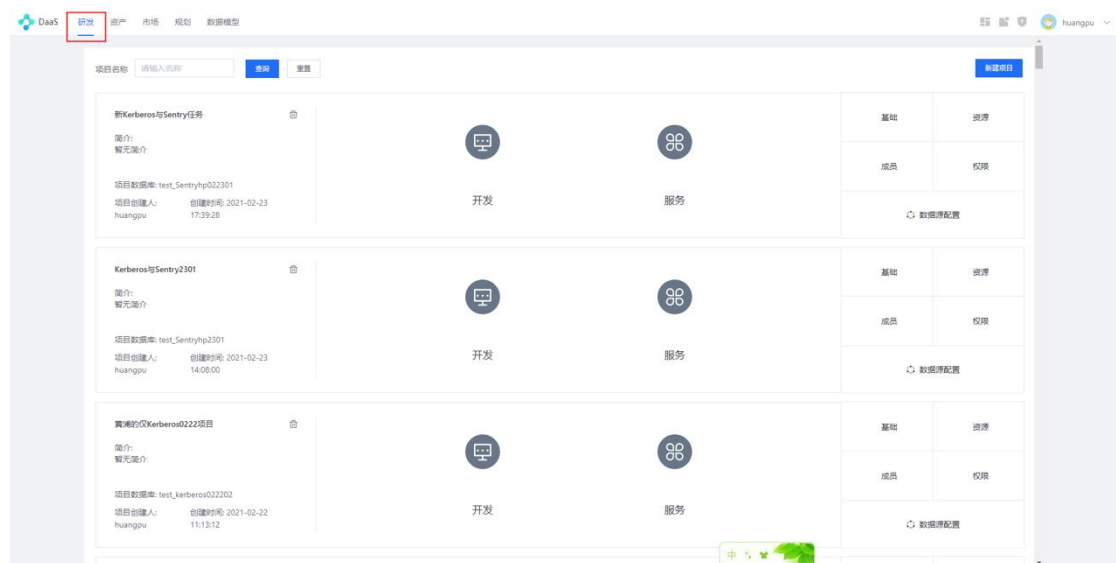 DaaS 研发 资产 市场 规划 数据模型 huangpu
项目名称 请输入名称 查询 重置 新建项目
新Kerberos与Sentry任务
简介:
暂无简介
项目数据库: test_Sentryhp022301
项目创建人: 创建时间: 2021-02-23
huangpu 17:39:28
开发 服务
基础 资源
成员 权限
数据源配置
Kerberos与Sentry2301
简介:
暂无简介
项目数据库: test_Sentryhp2301
项目创建人: 创建时间: 2021-02-23
huangpu 14:08:00
开发 服务
基础 资源
成员 权限
数据源配置
黄浦的仅Kerberos0222项目
简介:
暂无简介
项目数据库: test_kerberos022202
项目创建人: 创建时间: 2021-02-22
huangpu 11:13:12
开发 服务
基础 资源
成员 权限
数据源配置
中